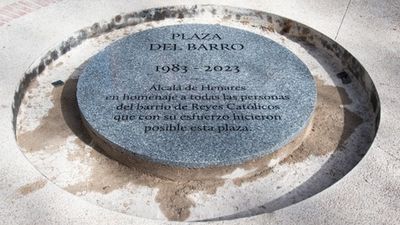 PLAZA
DEL BARRO
1983 - 2023
Alcalá de Henares
en homenaje a todas las personas
del barrio de Reyes Católicos
que con su esfuerzo hicieron
posible esta plaza.